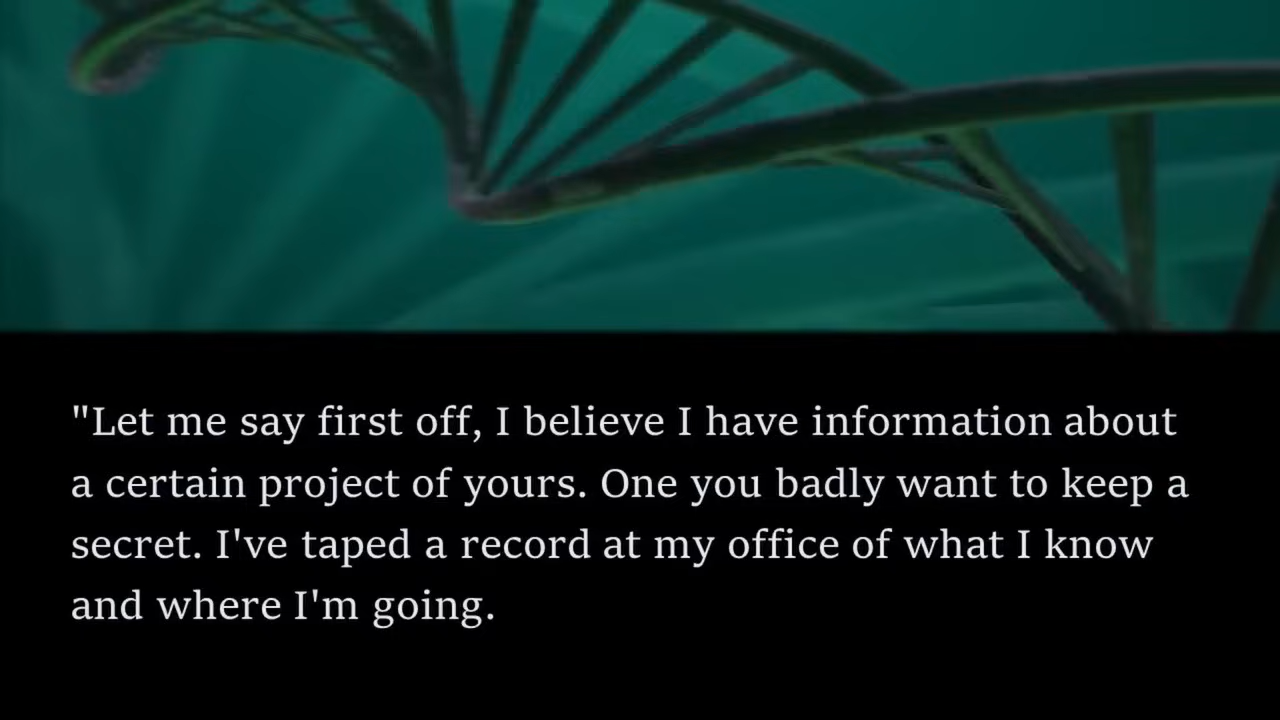 "Let me say first off, I believe I have information about
a certain project of yours. One you badly want to keep a
secret. I've taped a record at my office of what I know
and where I'm going.